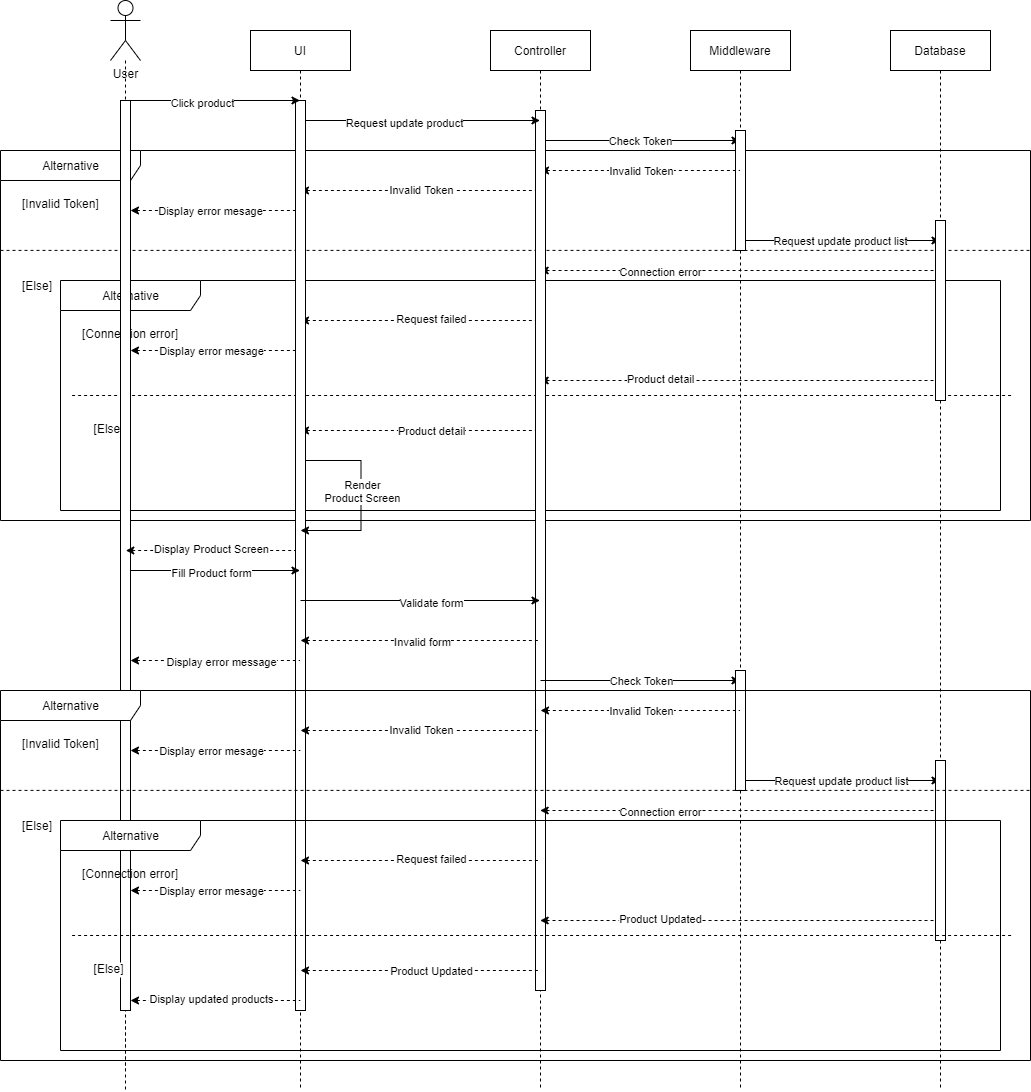 User
UI
Controller
Middleware
Database
Click product
Request update product
Check Token
Alternative
Invalid Token
Invalid Token
[Invalid Token]
Display error mesage
Request update product list
Connection error
[Else]
Alternative
Request failed
[Connection error]
Display error mesage
Product detail
[Else
Product detail
Render
Product Screen
Display Product Screen
Fill Product form
Validate form
Invalid form
Display error message
Check Token
Alternative
Invalid Token
Invalid Token
[Invalid Token]
Display error mesage
Request update product list
Connection error
[Else]
Alternative
Request failed
[Connection error]
Display error mesage
Product Updated
[Else]
Product Updated
Display updated products